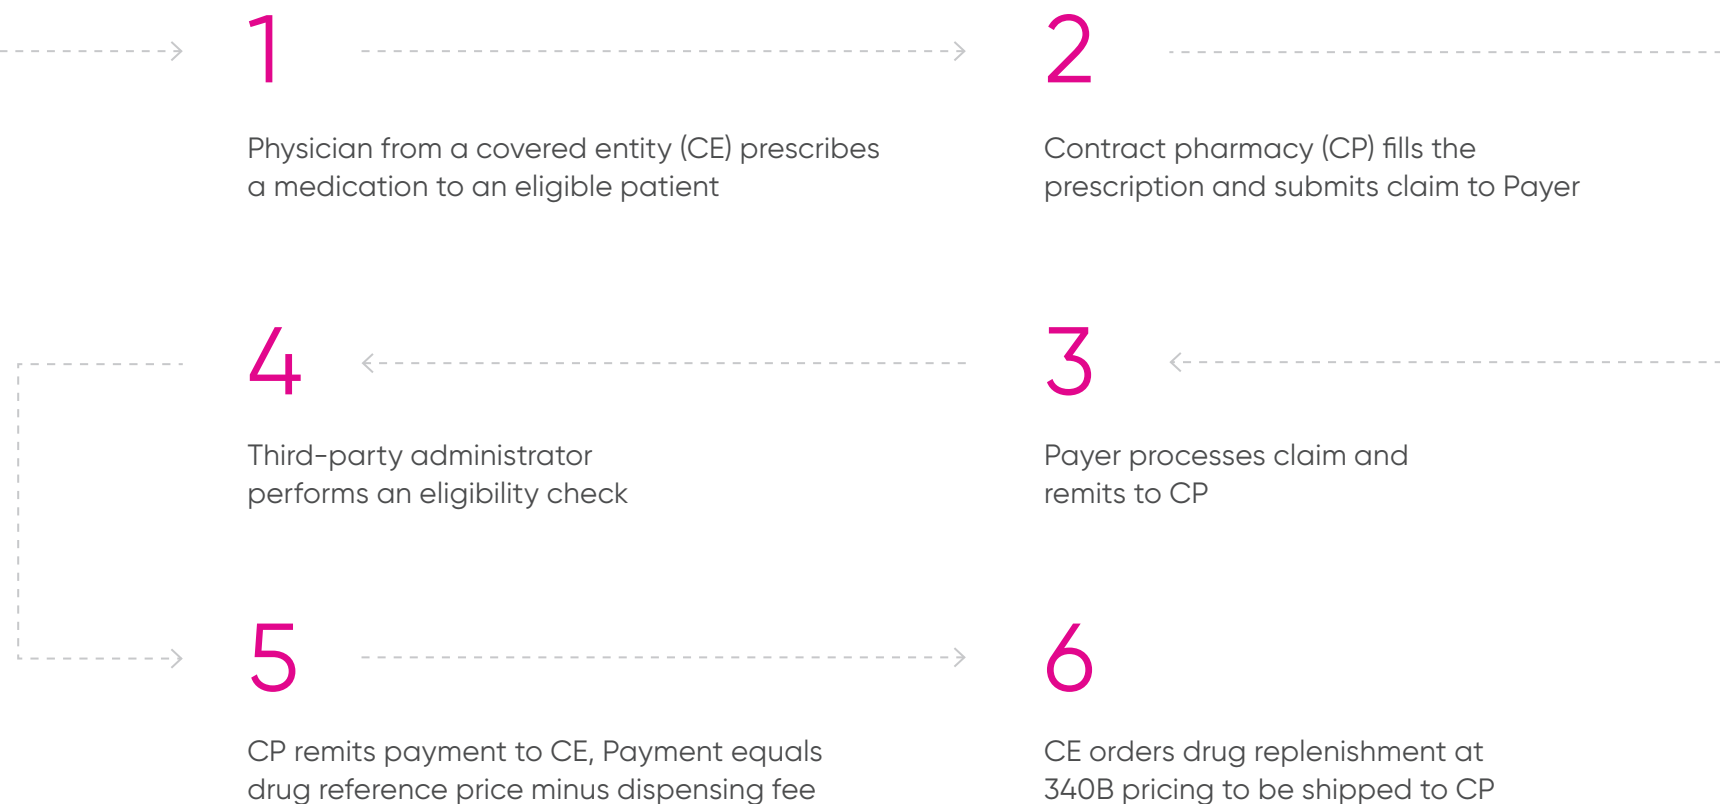 1
Physician from a covered entity (CE) prescribes
a medication to an eligible patient
2
Contract pharmacy (CP) fills the
prescription and submits claim to Payer
3
Payer processes claim and
remits to CP
4
Third-party administrator
performs an eligibility check
5
CP remits payment to CE, Payment equals
drug reference price minus dispensing fee
6
CE orders drug replenishment at
340B pricing to be shipped to CP